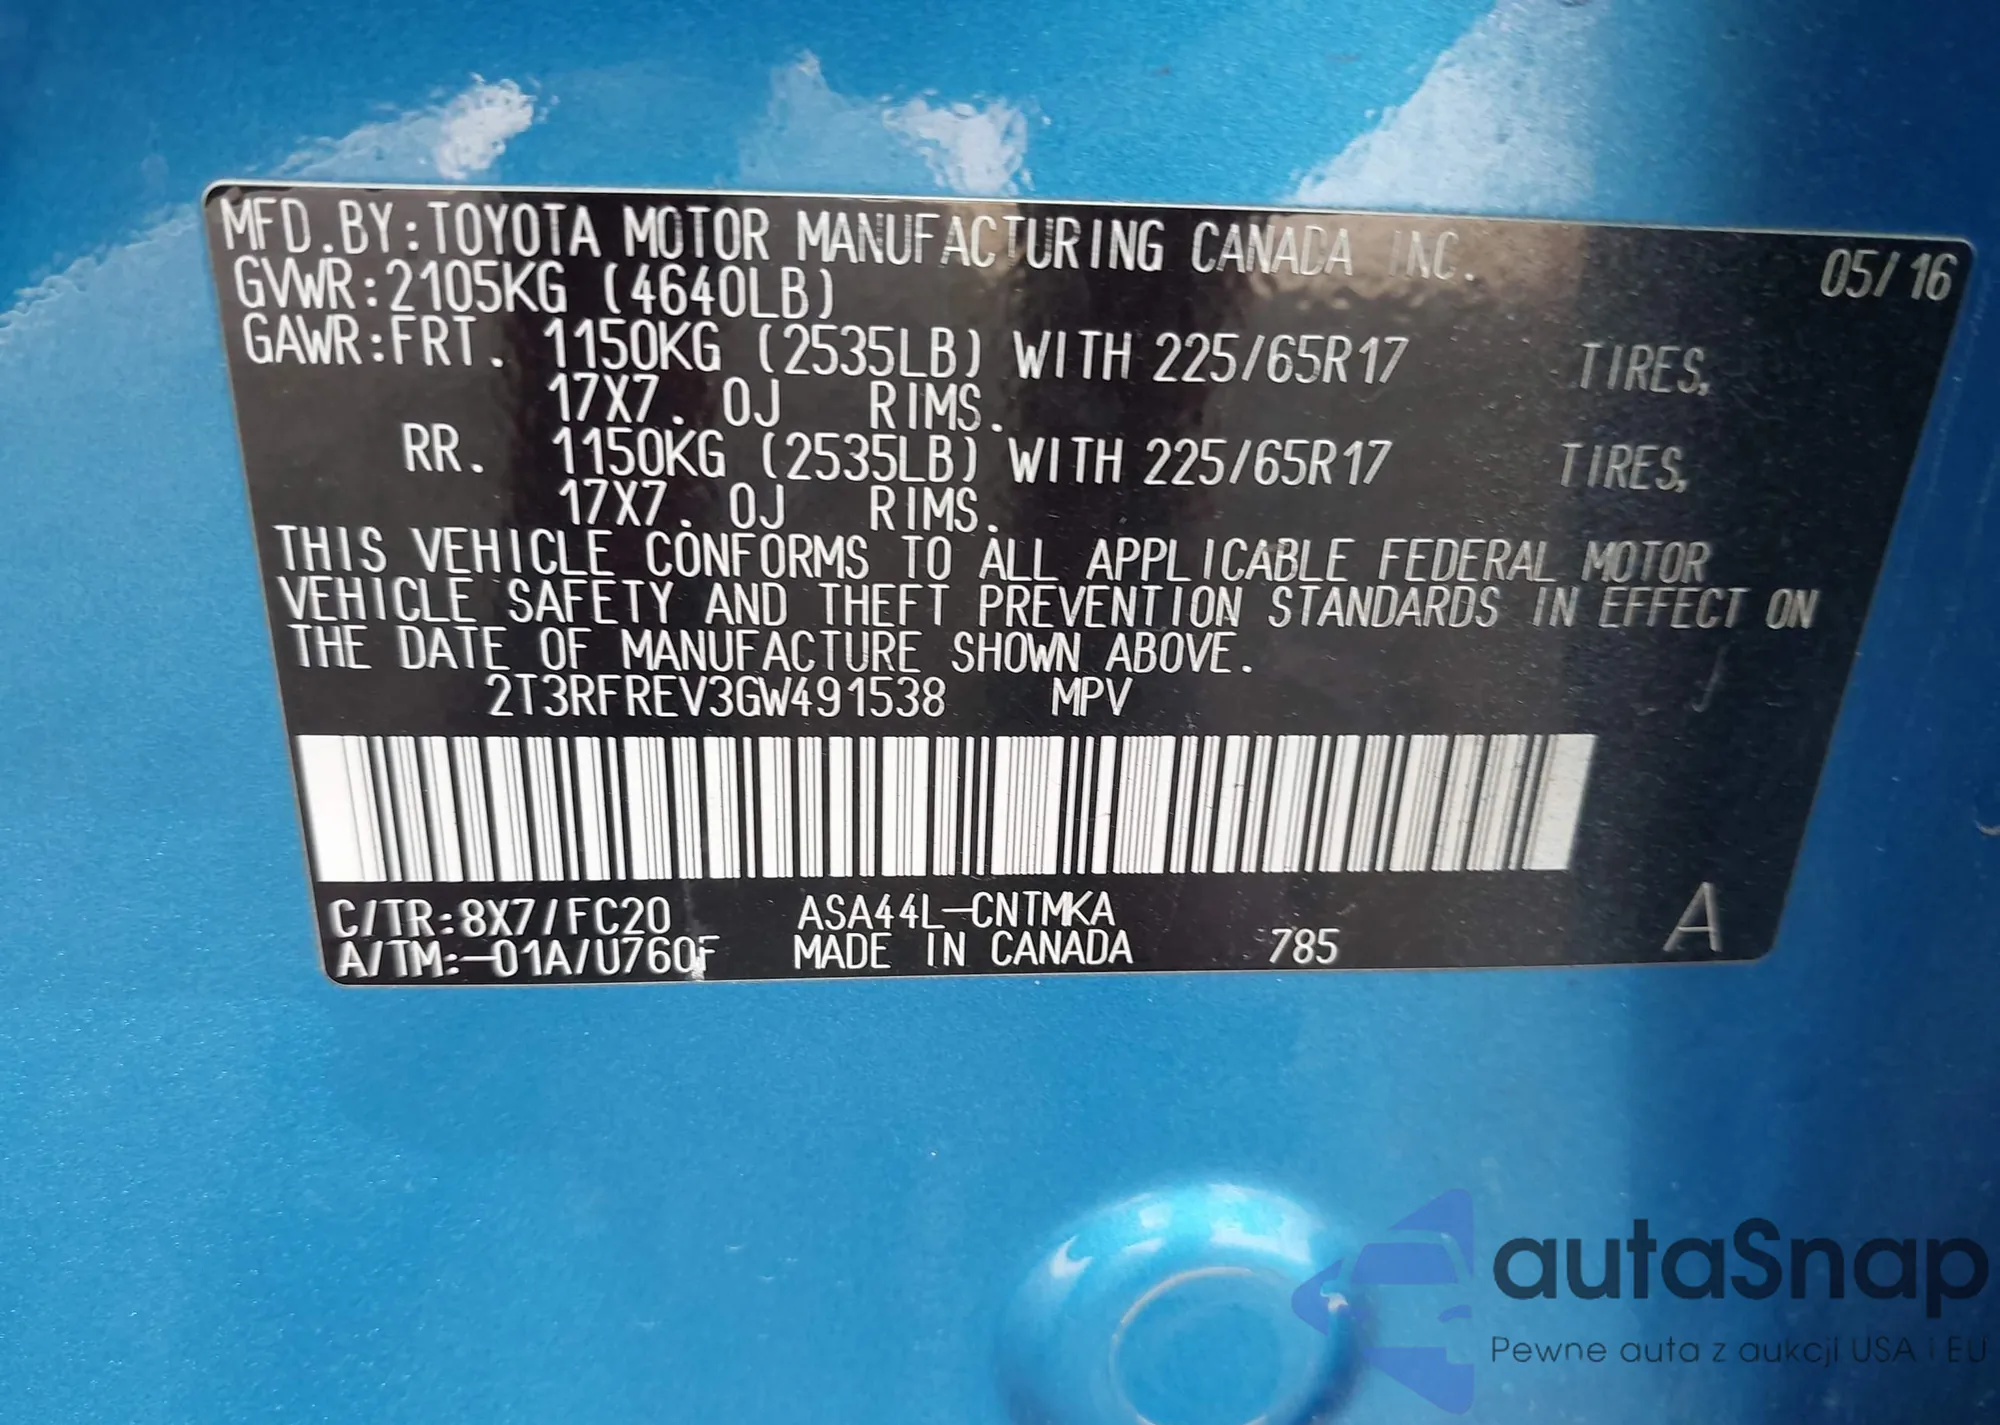 MFD.BY:TOYOTA MOTOR MANUFACTURING CANADA INC. 05/16
GVWR:2105KG (4640LB)
GAWR:FRT. 1150KG (2535LB) WITH 225/65R17 TIRES,
17X7.0J RIMS.
RR. 1150KG (2535LB) WITH 225/65R17 TIRES,
17X7.0J RIMS.
THIS VEHICLE CONFORMS TO ALL APPLICABLE FEDERAL MOTOR
VEHICLE SAFETY AND THEFT PREVENTION STANDARDS IN EFFECT ON
THE DATE OF MANUFACTURE SHOWN ABOVE.
2T3RFREV3GW491538 MPV
C/TR:8X7/FC20 ASA44L-CNTMKA A
A/TM:-01A/U760F MADE IN CANADA 785
autaSnap
Pewne auta z aukcji USA i EU